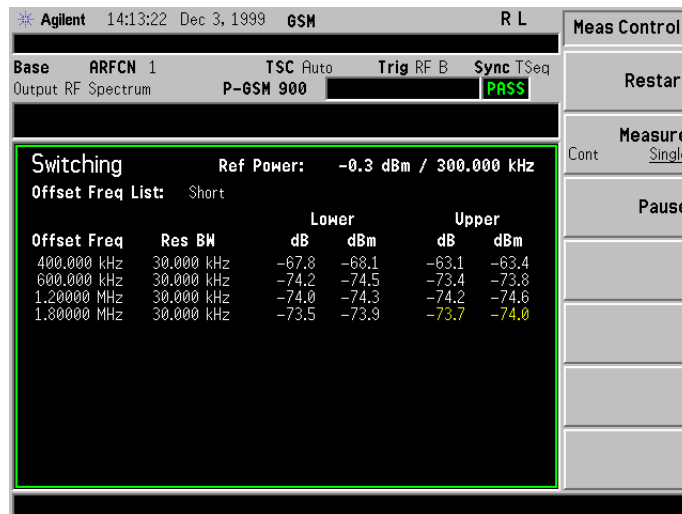 Agilent 14:13:22 Dec 3, 1999 GSM R L
Meas Control
Base ARFCN 1 TSC Auto Trig RF B Sync TSeq
Output RF Spectrum P-GSM 900 PASS
Restar
Measure
Cont Single
Pause
Switching Ref Power: -0.3 dBm / 300.000 kHz
Offset Freq List: Short
Lower Upper
Offset Freq Res BW dB dBm dB dBm
400.000 kHz 30.000 kHz -67.8 -68.1 -63.1 -63.4
600.000 kHz 30.000 kHz -74.2 -74.5 -73.4 -73.8
1.20000 MHz 30.000 kHz -74.0 -74.3 -74.2 -74.6
1.80000 MHz 30.000 kHz -73.5 -73.9 -73.7 -74.0